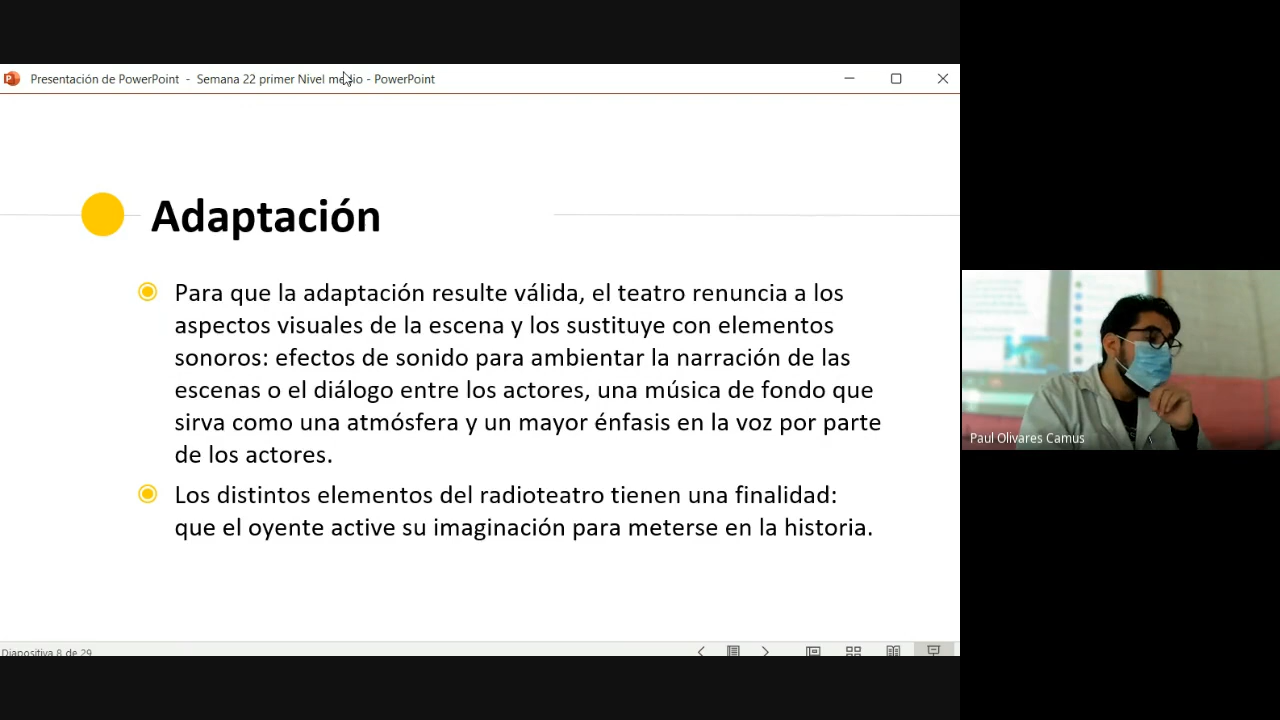 Presentación de PowerPoint - Semana 22 primer Nivel medio - PowerPoint
Adaptación
Para que la adaptación resulte válida, el teatro renuncia a los
aspectos visuales de la escena y los sustituye con elementos
sonoros: efectos de sonido para ambientar la narración de las
escenas o el diálogo entre los actores, una música de fondo que
sirva como una atmósfera y un mayor énfasis en la voz por parte
de los actores.
Los distintos elementos del radioteatro tienen una finalidad:
que el oyente active su imaginación para meterse en la historia.
Diapositiva 8 de 29
Paul Olivares Camus